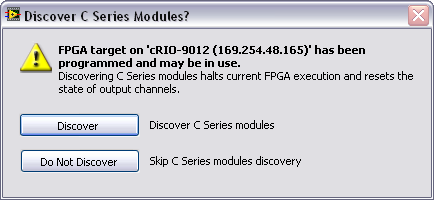 Discover C Series Modules?
FPGA target on 'cRIO-9012 (169.254.48.165)' has been
programmed and may be in use.
Discovering C Series modules halts current FPGA execution and resets the
state of output channels.
Discover Discover C Series modules
Do Not Discover Skip C Series modules discovery